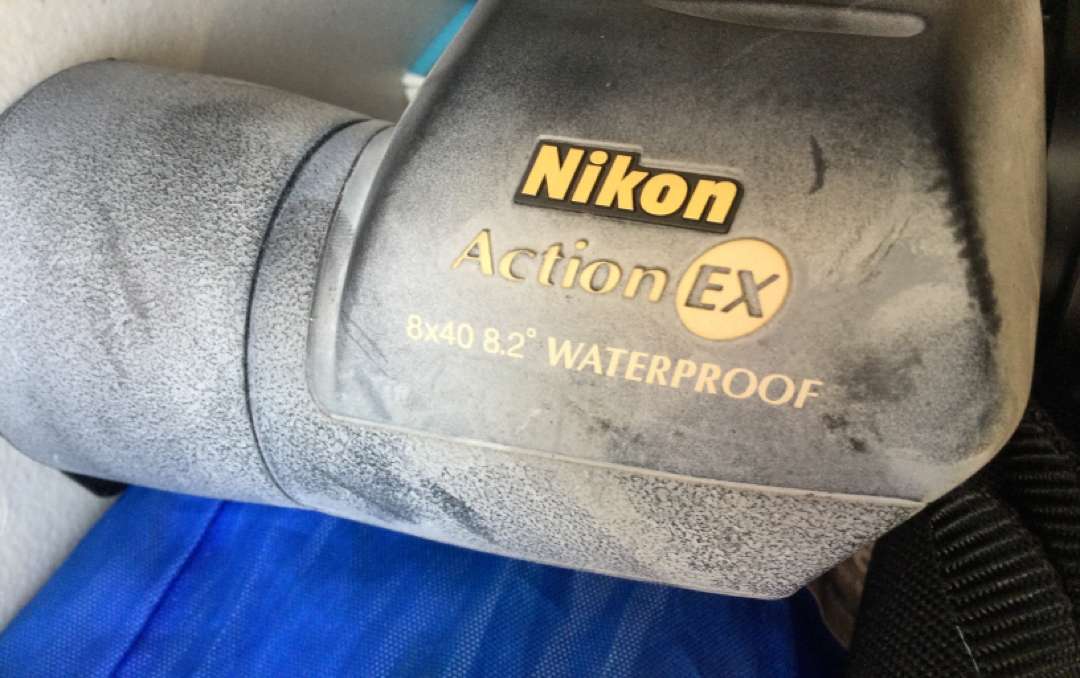 Nikon
Action EX
8x40 8.2° WATERPROOF